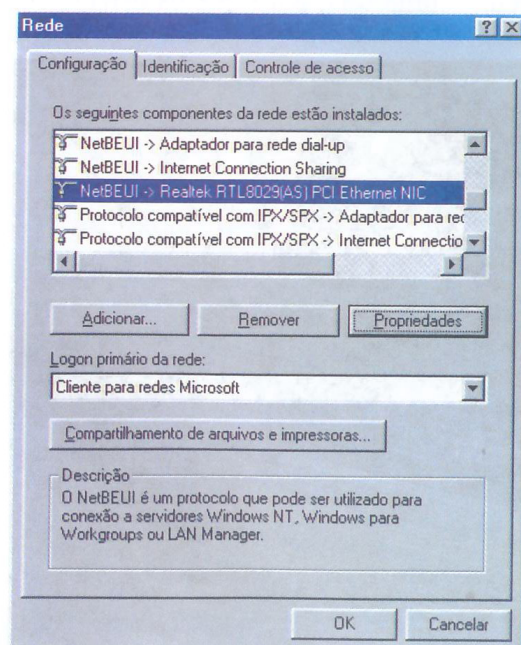 Rede
Configuração Identificação Controle de acesso
Os seguintes componentes da rede estão instalados:
NetBEUI -> Adaptador para rede dial-up
NetBEUI -> Internet Connection Sharing
NetBEUI -> Realtek RTL8029(AS) PCI Ethernet NIC
Protocolo compatível com IPX/SPX -> Adaptador para rec
Protocolo compatível com IPX/SPX -> Internet Connectio
Adicionar... Remover Propriedades
Logon primário da rede:
Cliente para redes Microsoft
Compartilhamento de arquivos e impressoras...
Descrição
O NetBEUI é um protocolo que pode ser utilizado para
conexão a servidores Windows NT, Windows para
Workgroups ou LAN Manager.
OK Cancelar